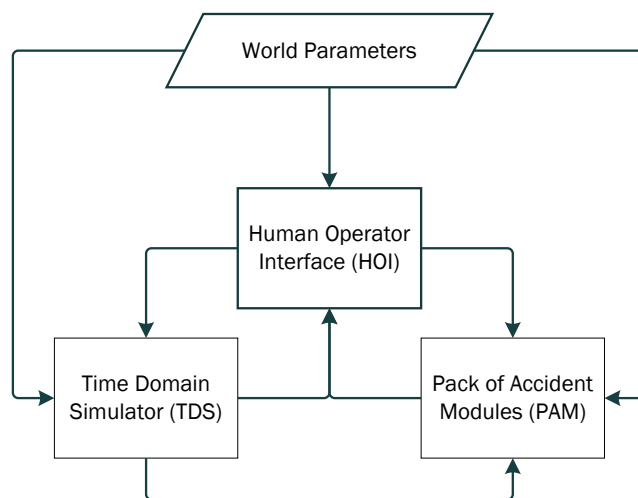 World Parameters
Human Operator
Interface (HOI)
Time Domain
Simulator (TDS)
Pack of Accident
Modules (PAM)